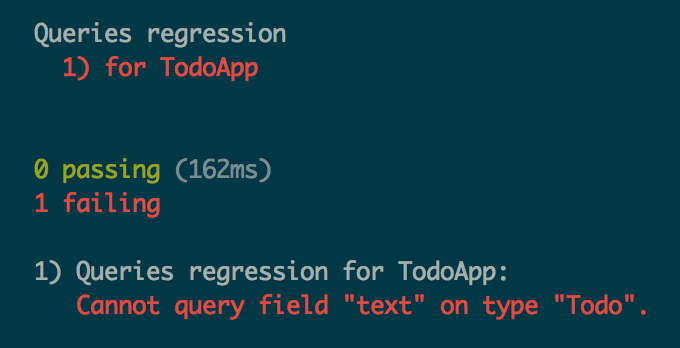 Queries regression
1) for TodoApp
0 passing (162ms)
1 failing
1) Queries regression for TodoApp:
Cannot query field "text" on type "Todo".